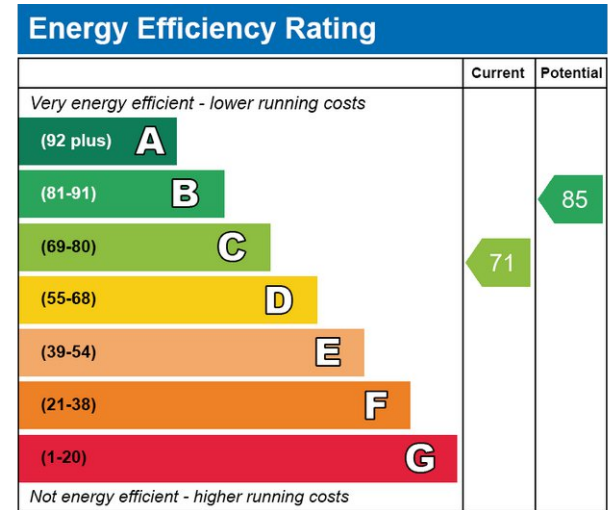 Energy Efficiency Rating
Current Potential
Very energy efficient - lower running costs
(92 plus) A
(81-91) B
85
(69-80) C
71
(55-68) D
(39-54) E
(21-38) F
(1-20) G
Not energy efficient - higher running costs